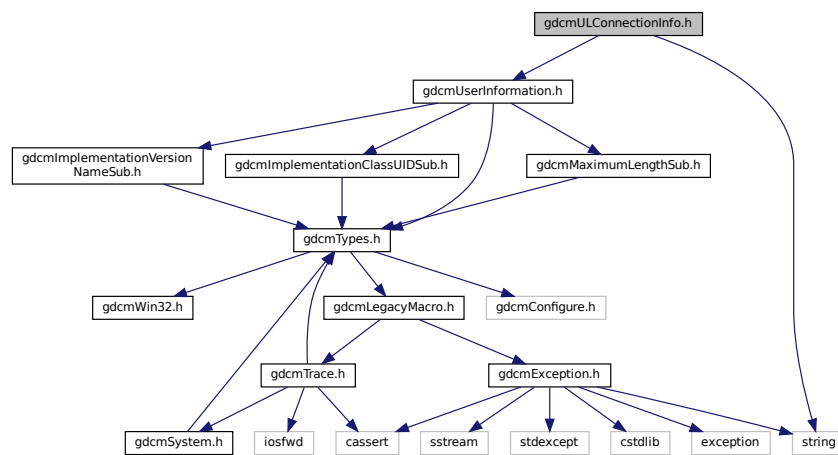 gdcmULConnectionInfo.h
gdcmUserInformation.h
gdcmImplementationVersion
NameSub.h
gdcmImplementationClassUIDSub.h
gdcmMaximumLengthSub.h
gdcmTypes.h
gdcmWin32.h
gdcmLegacyMacro.h
gdcmConfigure.h
gdcmTrace.h
gdcmException.h
gdcmSystem.h
iosfwd
cassert
sstream
stdexcept
cstdlib
exception
string